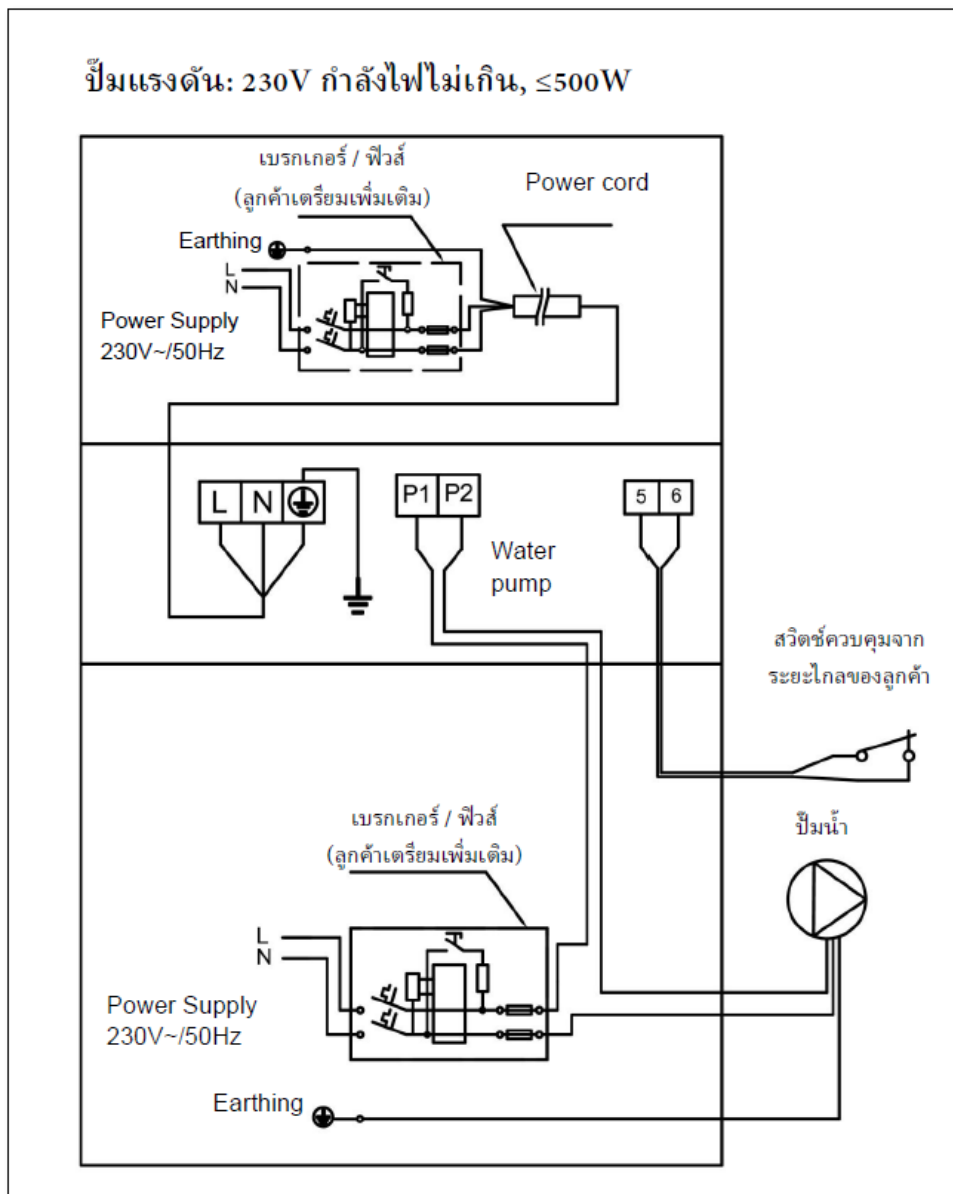 ปั๊มแรงดัน: 230V กำลังไฟไม่เกิน, ≤500W
เบรกเกอร์ / ฟิวส์
(ลูกค้าเตรียมเพิ่มเติม)
Power cord
Earthing
L
N
Power Supply
230V~/50Hz
L N
P1 P2
5 6
Water
pump
สวิตช์ควบคุมจาก
ระยะไกลของลูกค้า
เบรกเกอร์ / ฟิวส์
(ลูกค้าเตรียมเพิ่มเติม)
ปั๊มน้ำ
L
N
Power Supply
230V~/50Hz
Earthing